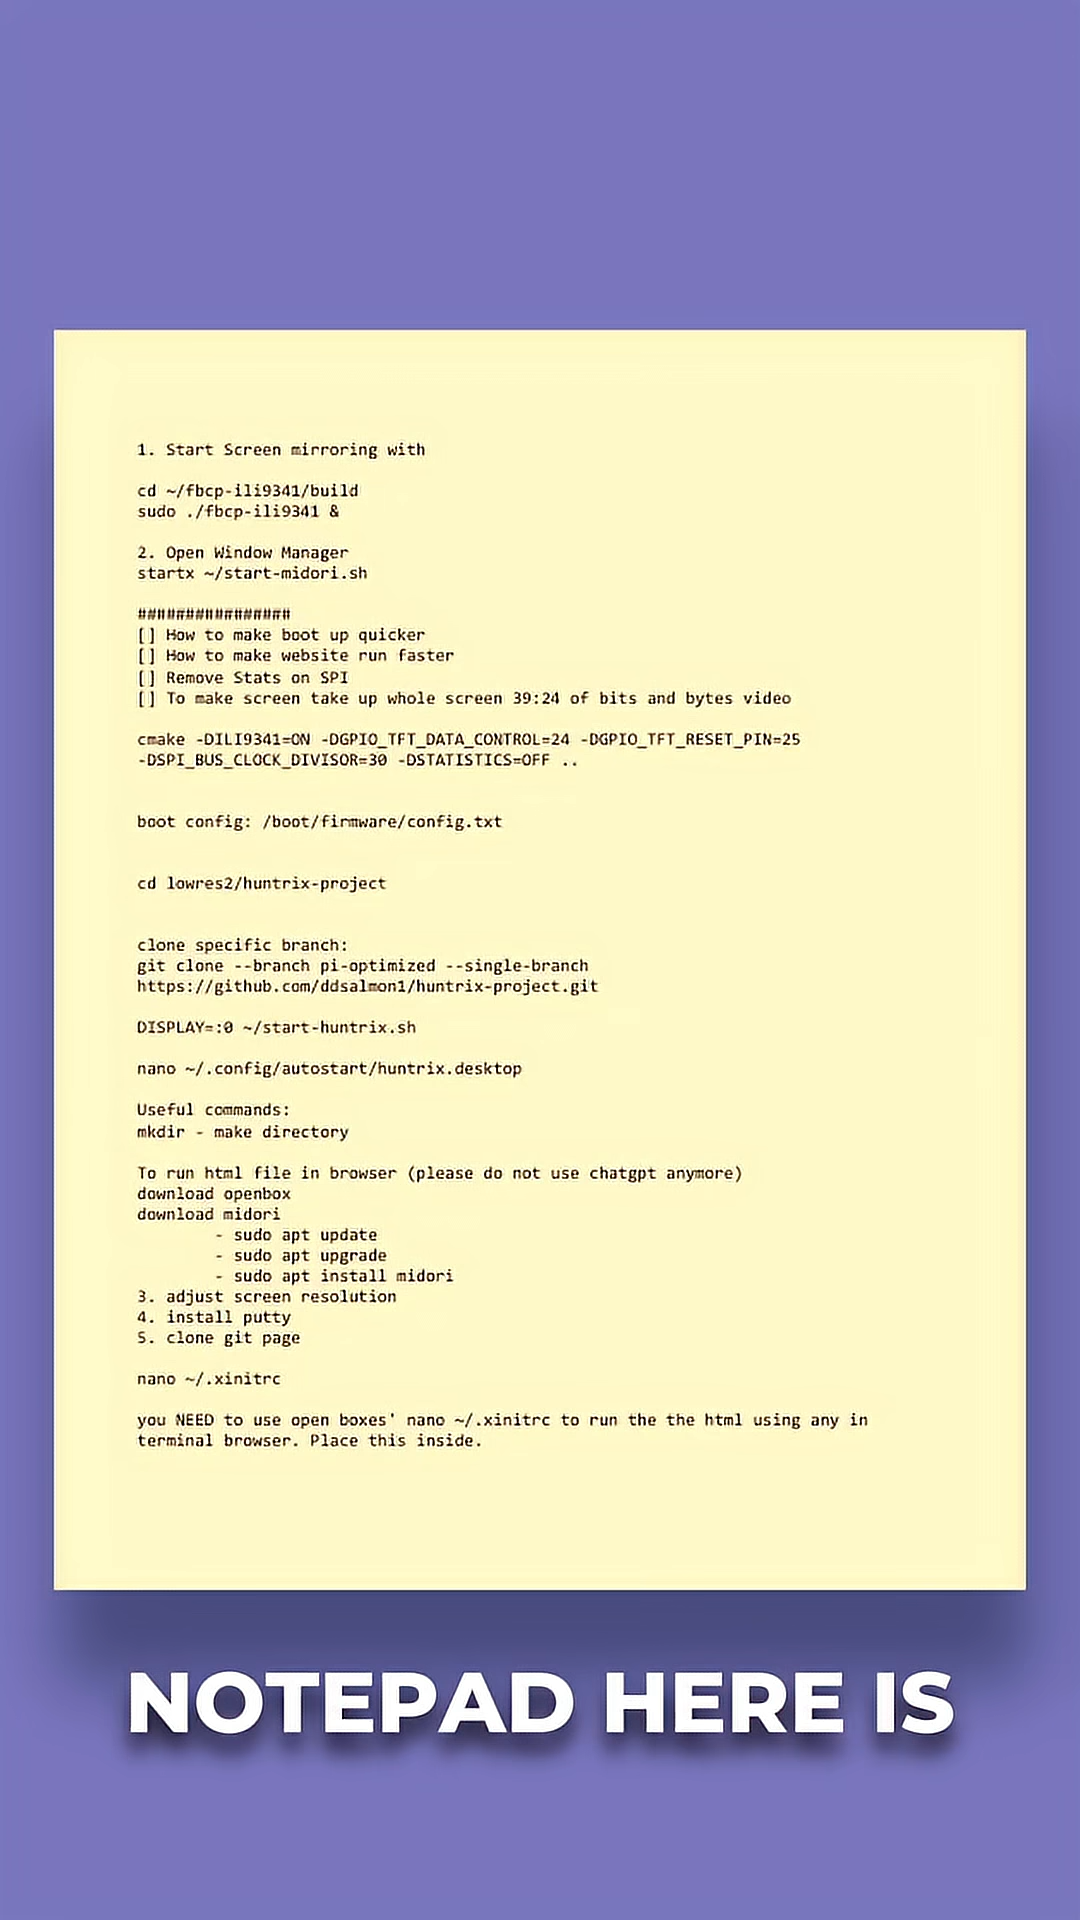 1. Start Screen mirroring with
cd ~/fbcp-ili9341/build
sudo ./fbcp-ili9341 &
2. Open Window Manager
startx ~/start-midori.sh
################
[] How to make boot up quicker
[] How to make website run faster
[] Remove Stats on SPI
[] To make screen take up whole screen 39:24 of bits and bytes video
cmake -DILI9341=ON -DGPIO_TFT_DATA_CONTROL=24 -DGPIO_TFT_RESET_PIN=25
-DSPI_BUS_CLOCK_DIVISOR=30 -DSTATISTICS=OFF ..
boot config: /boot/firmware/config.txt
cd lowres2/huntrix-project
clone specific branch:
git clone --branch pi-optimized --single-branch
https://github.com/ddsalmon1/huntrix-project.git
DISPLAY=:0 ~/start-huntrix.sh
nano ~/.config/autostart/huntrix.desktop
Useful commands:
mkdir - make directory
To run html file in browser (please do not use chatgpt anymore)
download openbox
download midori
- sudo apt update
- sudo apt upgrade
- sudo apt install midori
3. adjust screen resolution
4. install putty
5. clone git page
nano ~/.xinitrc
you NEED to use open boxes' nano ~/.xinitrc to run the the html using any in
terminal browser. Place this inside.
NOTEPAD HERE IS